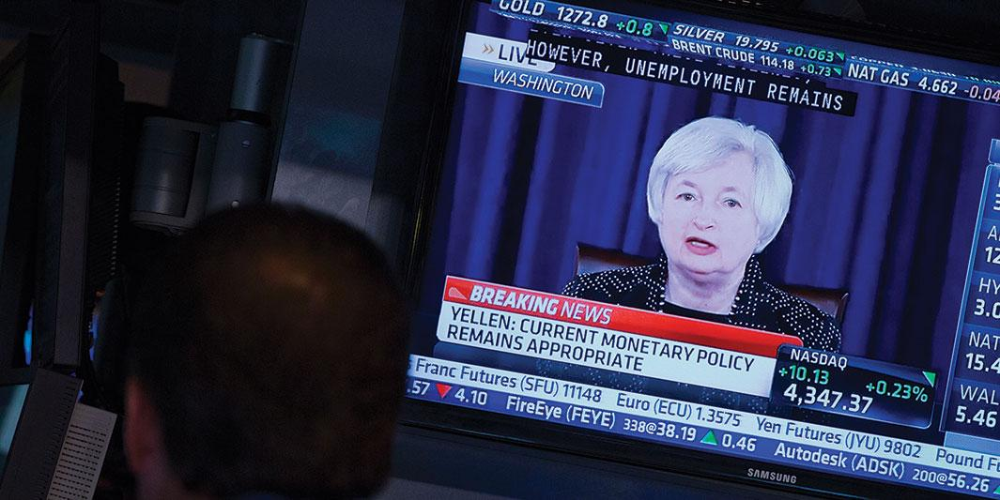 GOLD 1272.8 +0.8
SILVER 19.795 +0.063
BRENT CRUDE 114.18 +0.73
NAT GAS 4.662 -0.04
LIVE
HOWEVER, UNEMPLOYMENT REMAINS
WASHINGTON
12
HY
3.0
NAT
15.4
WAL
5.46
BREAKING NEWS
YELLEN: CURRENT MONETARY POLICY
REMAINS APPROPRIATE
NASDAQ
+10.13 +0.23%
4,347.37
Franc Futures (SFU) 11148 Euro (ECU) 1.3575 Yen Futures (JYU) 9802 Pound Fu
.57 4.10 FireEye (FEYE) 338@38.19 0.46 Autodesk (ADSK) 200@56.26
SAMSUNG